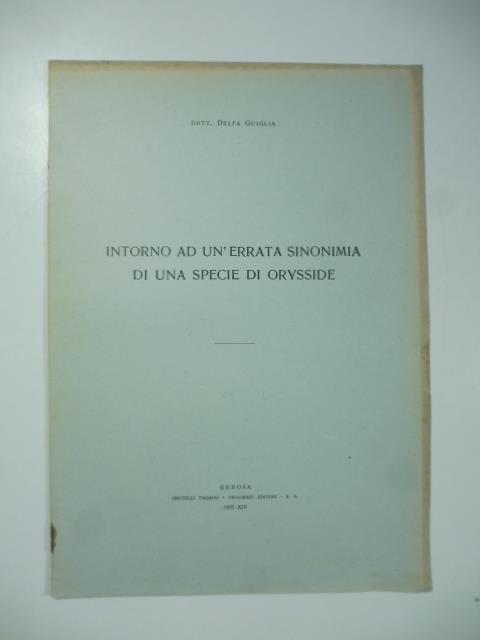 DOTT. DELFA GUIGLIA
INTORNO AD UN'ERRATA SINONIMIA
DI UNA SPECIE DI ORYSSIDE
GENOVA
FRATELLI PAGANO - TIPOGRAFI EDITORI - S. A.
XIV